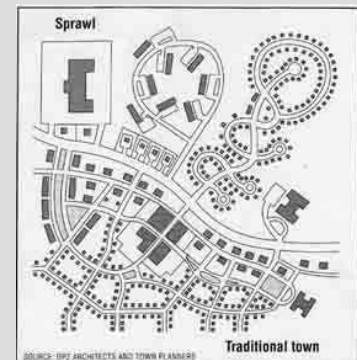 Sprawl
Traditional town
SOURCE: DPZ ARCHITECTS AND TOWN PLANNERS